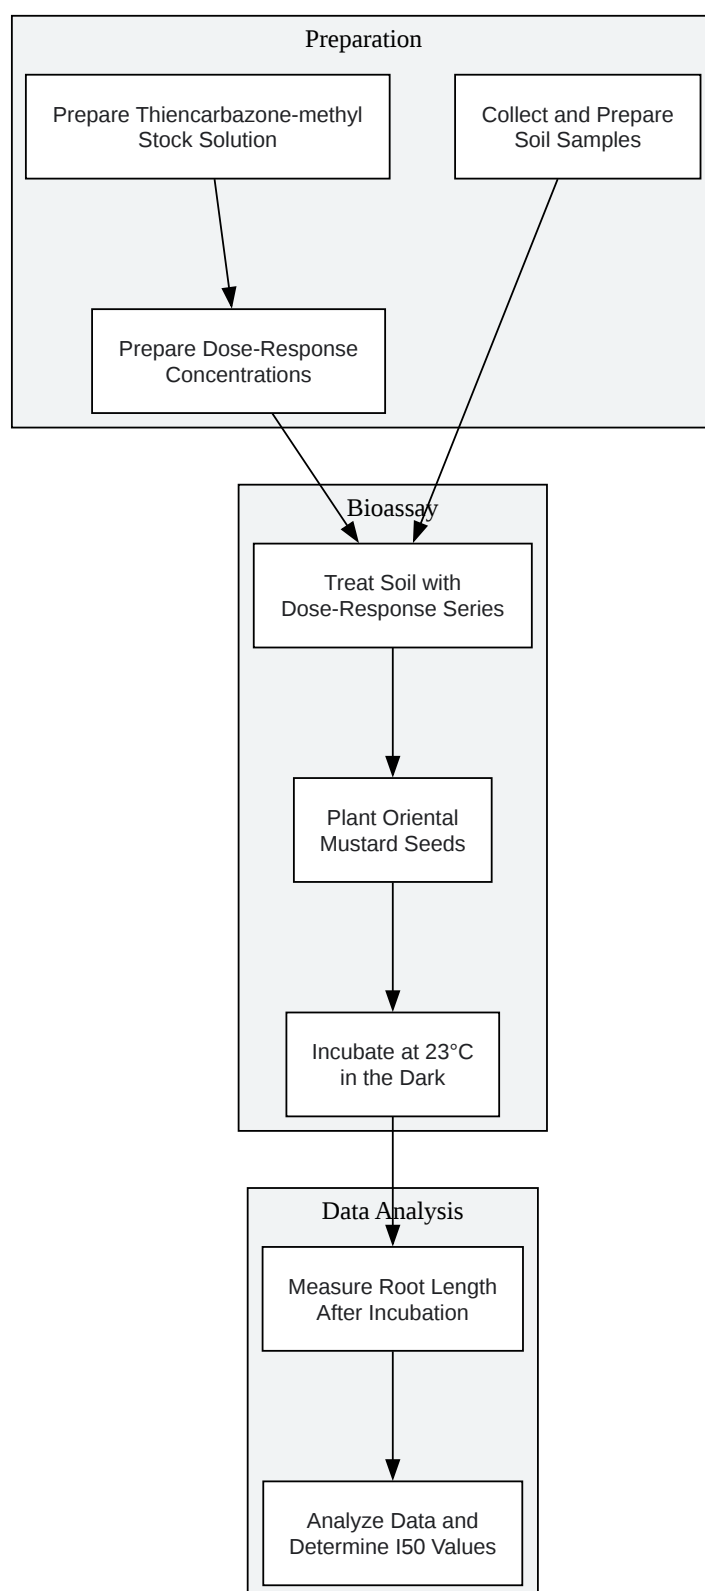 Preparation
Prepare Thiencarbazone-methyl
Stock Solution
Collect and Prepare
Soil Samples
Prepare Dose-Response
Concentrations
Bioassay
Treat Soil with
Dose-Response Series
Plant Oriental
Mustard Seeds
Incubate at 23°C
in the Dark
Data Analysis
Measure Root Length
After Incubation
Analyze Data and
Determine I50 Values